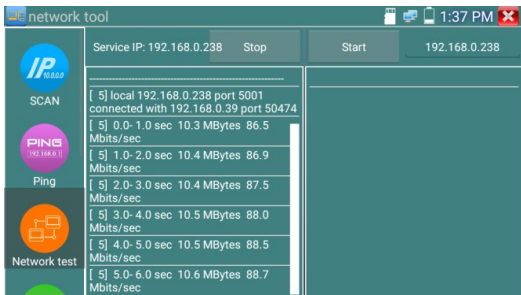 network tool
1:37 PM
Service IP: 192.168.0.238 Stop Start 192.168.0.238
IP
10.0.0.0
SCAN
PING
192.168.0.1
Ping
Network test
[ 5] local 192.168.0.238 port 5001
connected with 192.168.0.39 port 50474
[ 5] 0.0- 1.0 sec 10.3 MBytes 86.5
Mbits/sec
[ 5] 1.0- 2.0 sec 10.4 MBytes 86.9
Mbits/sec
[ 5] 2.0- 3.0 sec 10.4 MBytes 87.5
Mbits/sec
[ 5] 3.0- 4.0 sec 10.5 MBytes 88.0
Mbits/sec
[ 5] 4.0- 5.0 sec 10.5 MBytes 88.5
Mbits/sec
[ 5] 5.0- 6.0 sec 10.6 MBytes 88.7
Mbits/sec